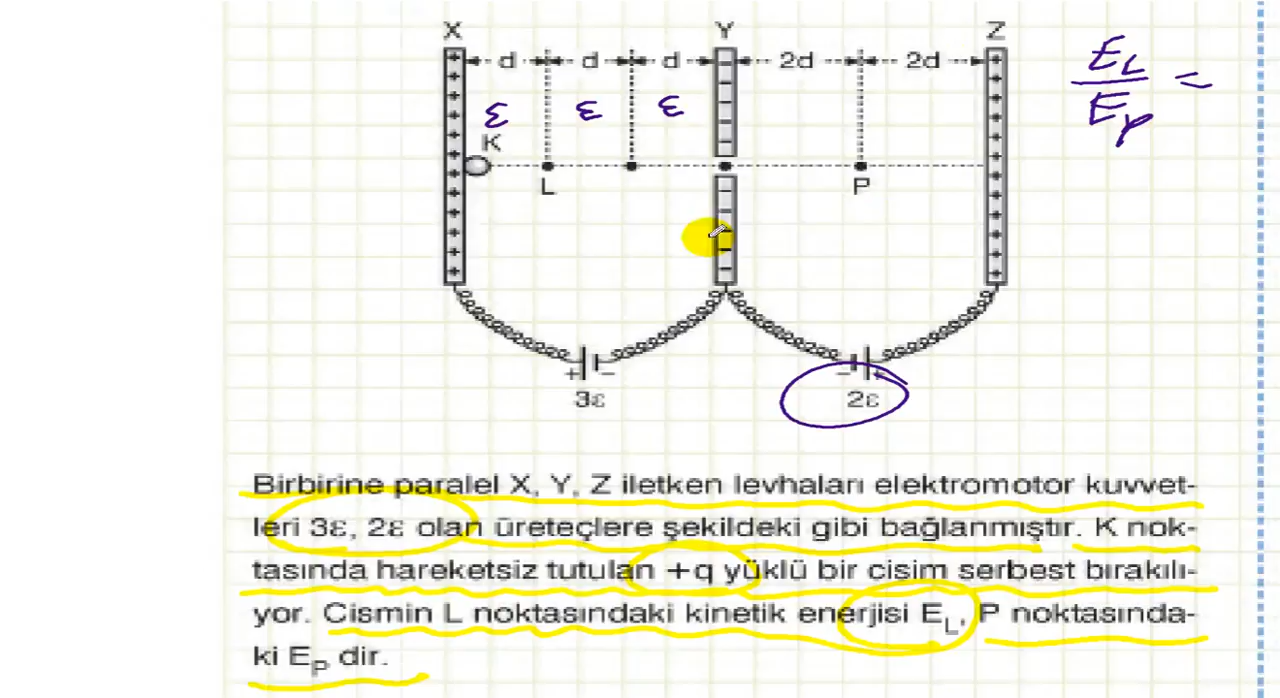 X Y Z
d d d 2d 2d
ε ε ε
E_L / E_P =
K
L P
+ - - +
3ε 2ε
Birbirine paralel X, Y, Z iletken levhaları elektromotor kuvvet-
leri 3ε, 2ε olan üreteçlere şekildeki gibi bağlanmıştır. K nok-
tasında hareketsiz tutulan +q yüklü bir cisim serbest bırakılı-
yor. Cismin L noktasındaki kinetik enerjisi E_L, P noktasında-
ki E_P dir.